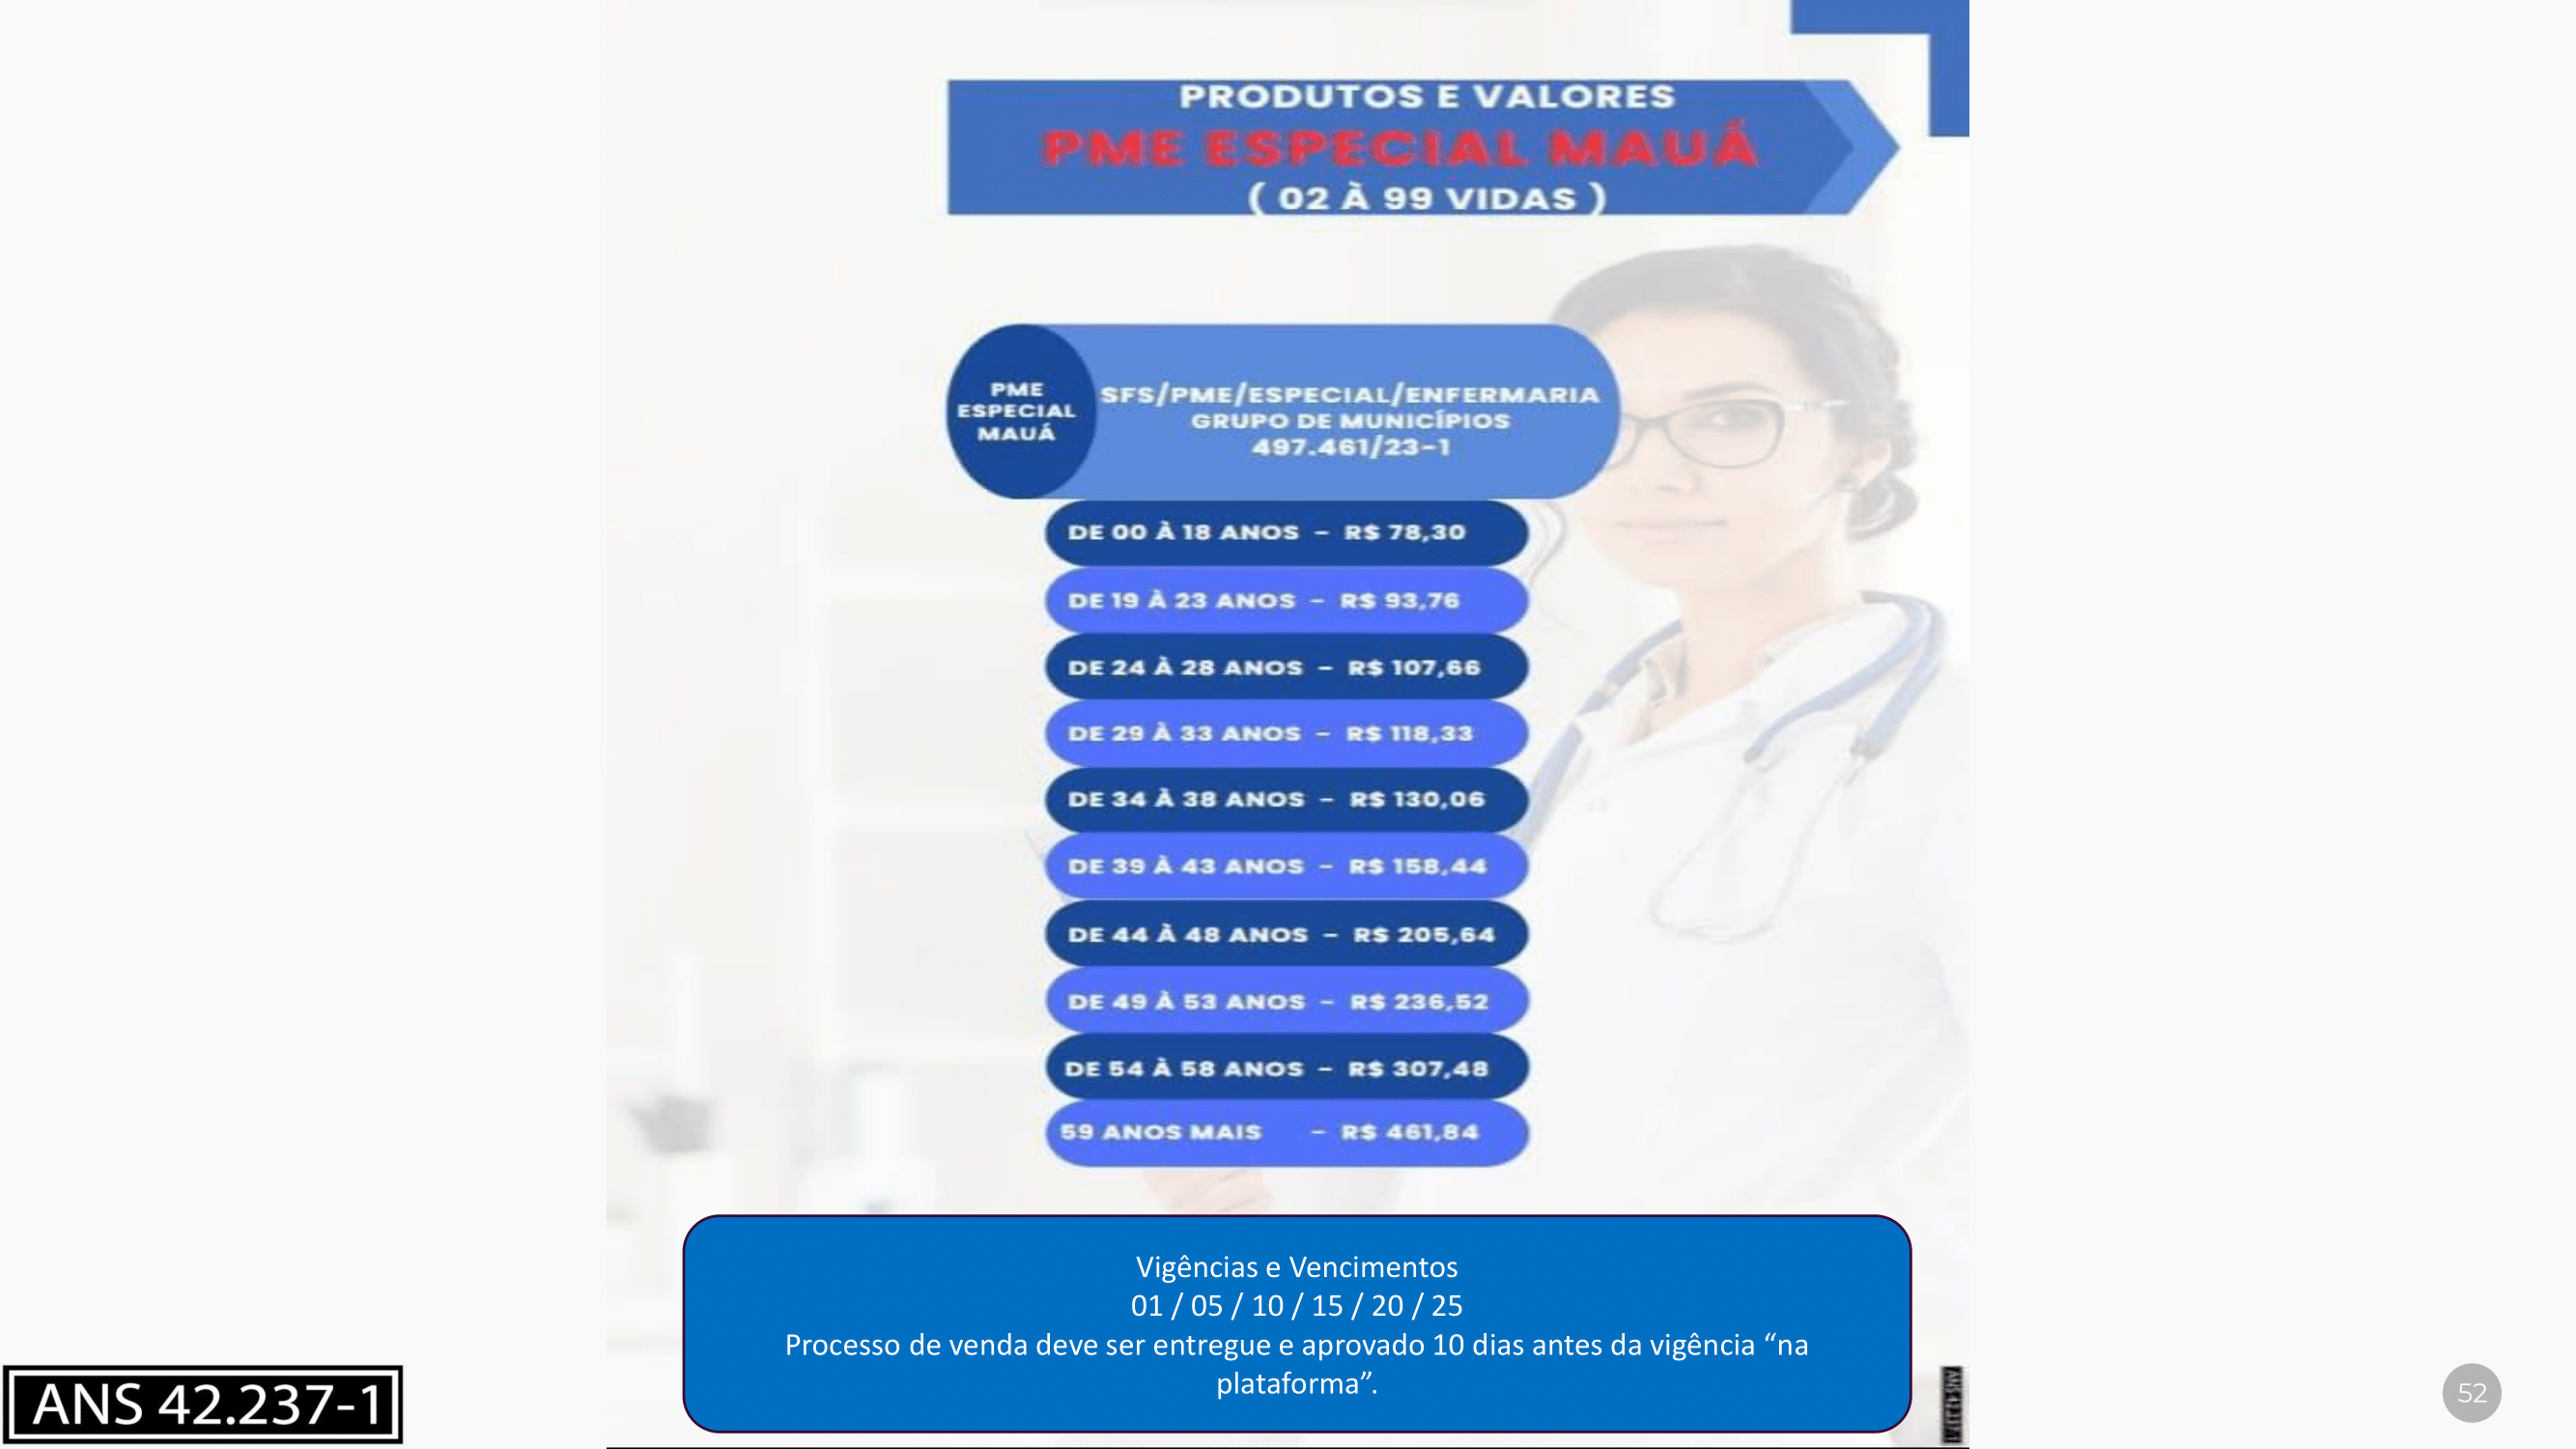 PRODUTOS E VALORES
PME ESPECIAL MAUÁ
( 02 À 99 VIDAS )
PME
ESPECIAL
MAUÁ
SFS/PME/ESPECIAL/ENFERMARIA
GRUPO DE MUNICÍPIOS
497.461/23-1
DE 00 À 18 ANOS - R$ 78,30
DE 19 À 23 ANOS - R$ 93,76
DE 24 À 28 ANOS - R$ 107,66
DE 29 À 33 ANOS - R$ 118,33
DE 34 À 38 ANOS - R$ 130,06
DE 39 À 43 ANOS - R$ 158,44
DE 44 À 48 ANOS - R$ 205,64
DE 49 À 53 ANOS - R$ 236,52
DE 54 À 58 ANOS - R$ 307,48
59 ANOS MAIS - R$ 461,84
Vigências e Vencimentos
01 / 05 / 10 / 15 / 20 / 25
Processo de venda deve ser entregue e aprovado 10 dias antes da vigência “na
plataforma”.
ANS 42.237-1
52